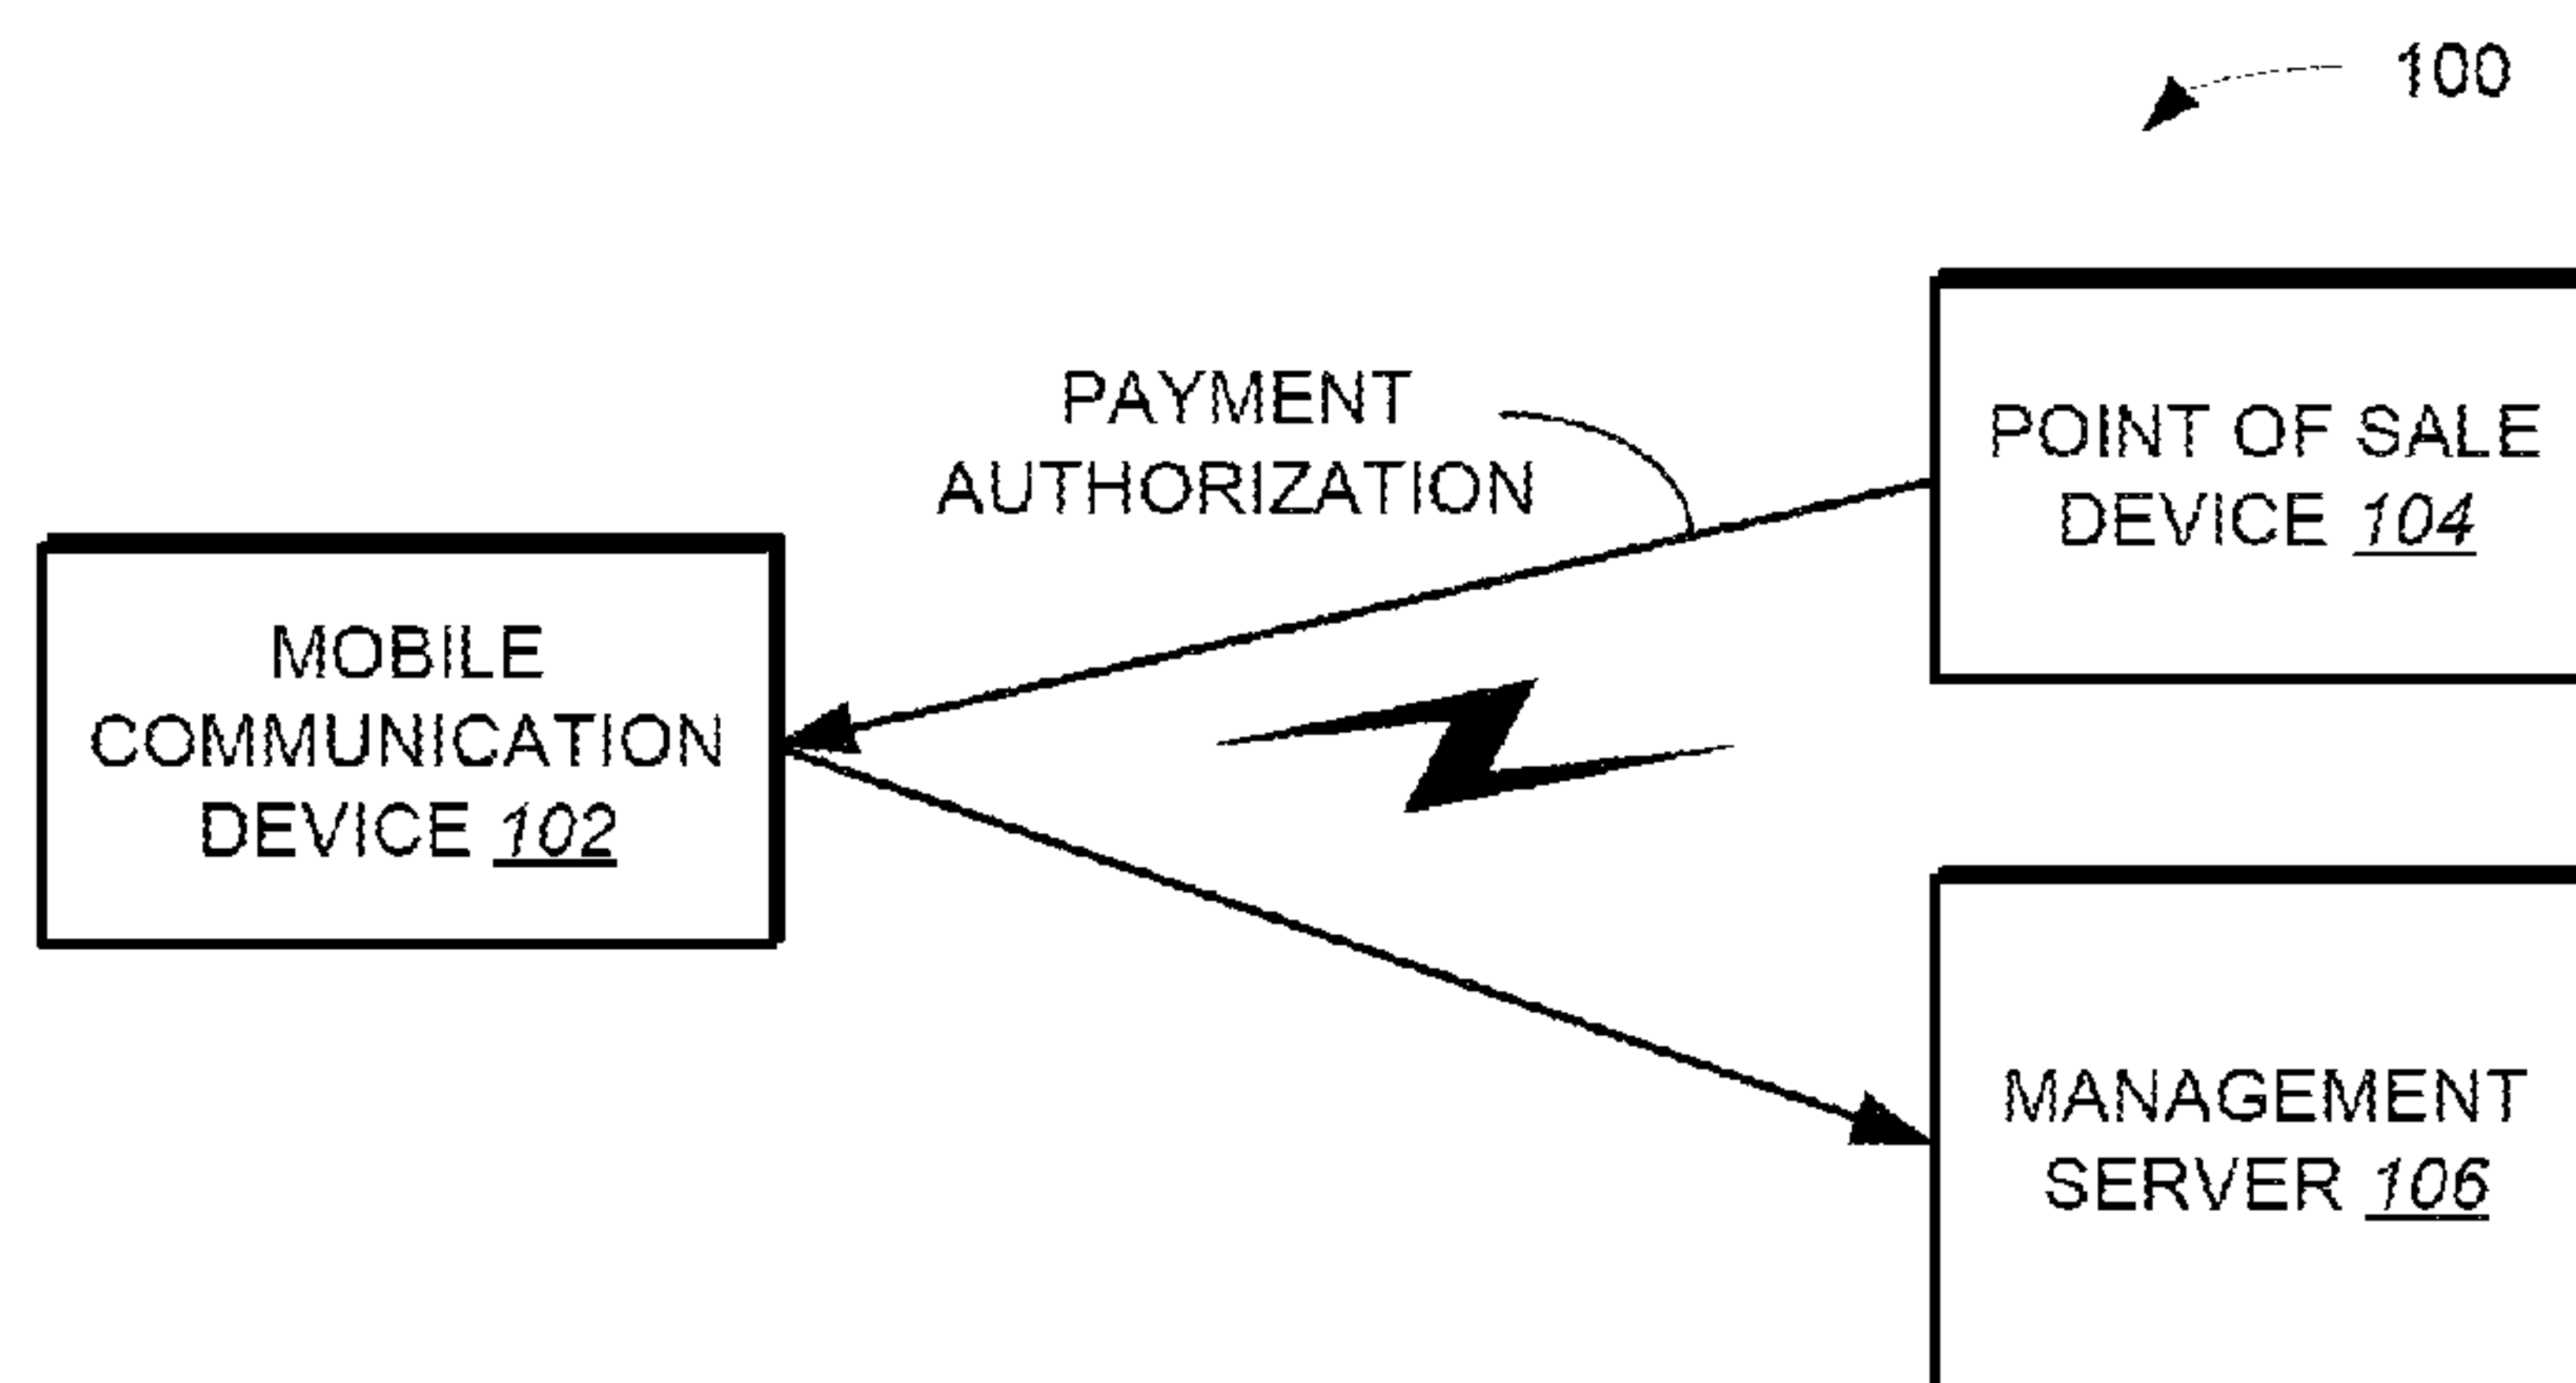 100
PAYMENT
AUTHORIZATION
POINT OF SALE
DEVICE 104
MOBILE
COMMUNICATION
DEVICE 102
MANAGEMENT
SERVER 106